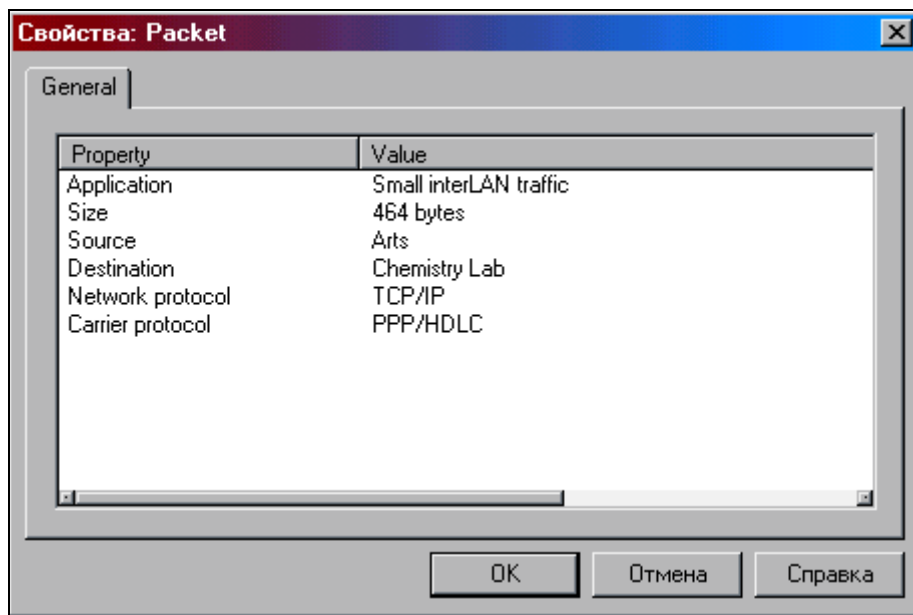 Свойства: Packet
General
Property Value
Application Small interLAN traffic
Size 464 bytes
Source Arts
Destination Chemistry Lab
Network protocol TCP/IP
Carrier protocol PPP/HDLC
OK Отмена Справка